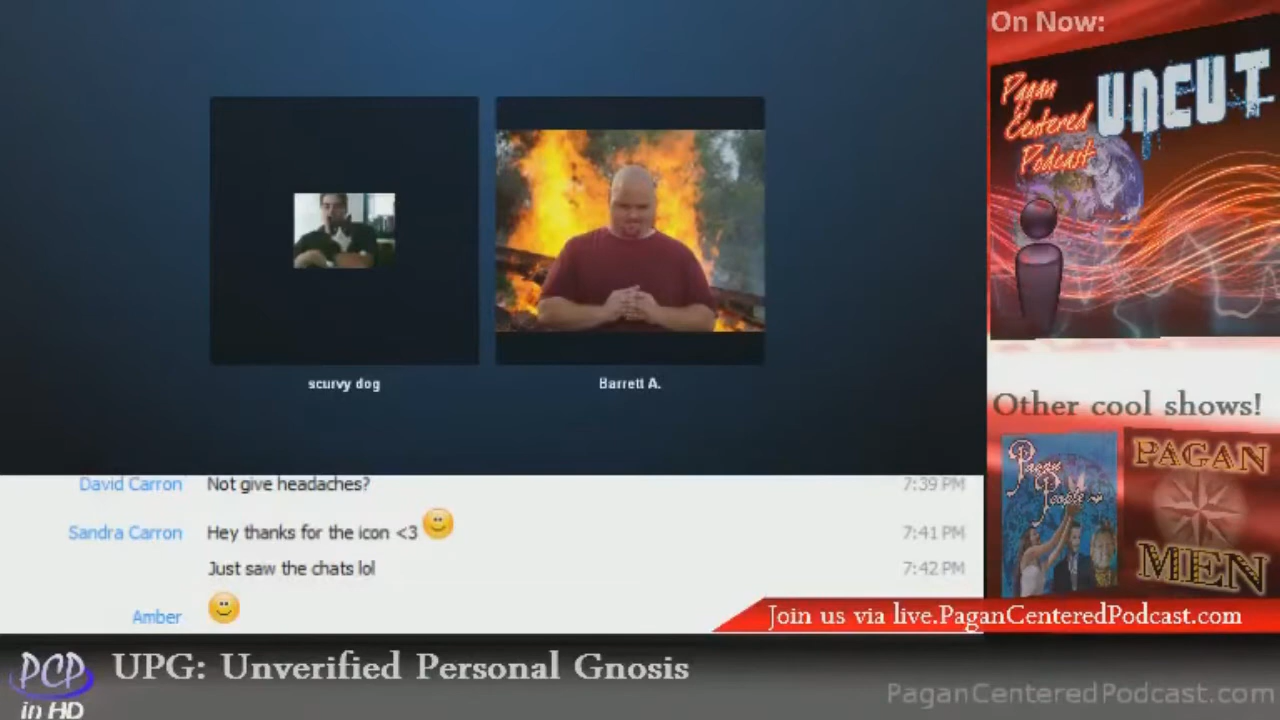 On Now:
Pagan
Centered
Podcast
UNCUT
scurvy dog
Barrett A.
Other cool shows!
Pagan
People
PAGAN
MEN
David Carron Not give headaches? 7:39 PM
Sandra Carron Hey thanks for the icon <3 7:41 PM
Just saw the chats lol 7:42 PM
Amber
Join us via live.PaganCenteredPodcast.com
PCP
in HD
UPG: Unverified Personal Gnosis
PaganCenteredPodcast.com